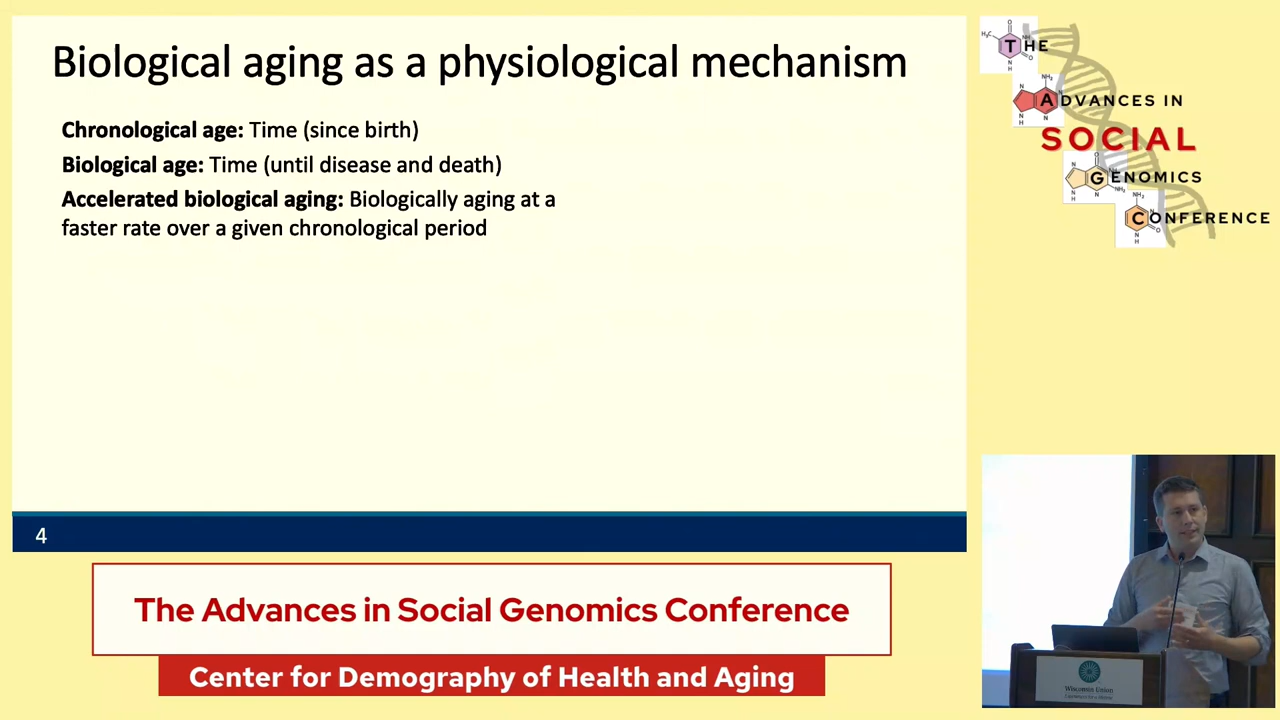 Biological aging as a physiological mechanism
Chronological age: Time (since birth)
Biological age: Time (until disease and death)
Accelerated biological aging: Biologically aging at a
faster rate over a given chronological period
4
THE
ADVANCES IN
SOCIAL
GENOMICS
CONFERENCE
The Advances in Social Genomics Conference
Center for Demography of Health and Aging
Wisconsin Union